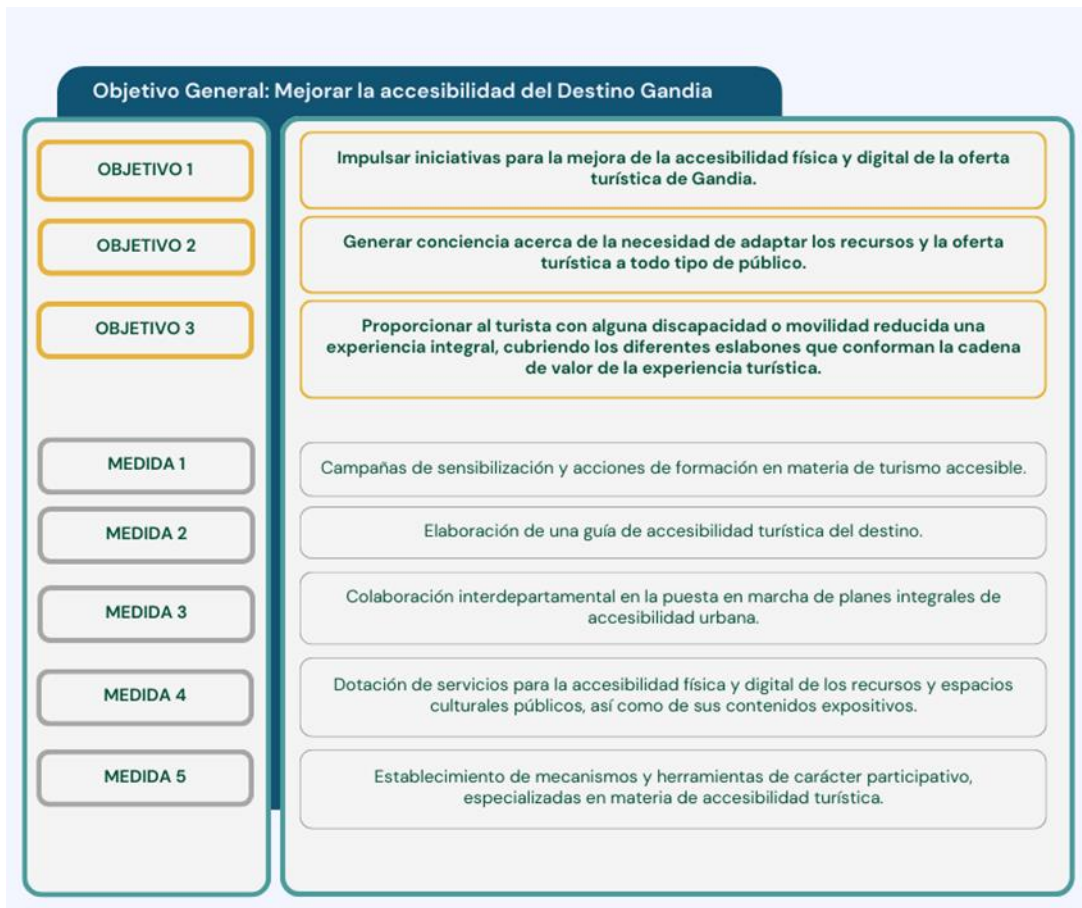 Objetivo General: Mejorar la accesibilidad del Destino Gandia
OBJETIVO 1
Impulsar iniciativas para la mejora de la accesibilidad física y digital de la oferta
turística de Gandia.
OBJETIVO 2
Generar conciencia acerca de la necesidad de adaptar los recursos y la oferta
turística a todo tipo de público.
OBJETIVO 3
Proporcionar al turista con alguna discapacidad o movilidad reducida una
experiencia integral, cubriendo los diferentes eslabones que conforman la cadena
de valor de la experiencia turística.
MEDIDA 1
Campañas de sensibilización y acciones de formación en materia de turismo accesible.
MEDIDA 2
Elaboración de una guía de accesibilidad turística del destino.
MEDIDA 3
Colaboración interdepartamental en la puesta en marcha de planes integrales de
accesibilidad urbana.
MEDIDA 4
Dotación de servicios para la accesibilidad física y digital de los recursos y espacios
culturales públicos, así como de sus contenidos expositivos.
MEDIDA 5
Establecimiento de mecanismos y herramientas de carácter participativo,
especializadas en materia de accesibilidad turística.